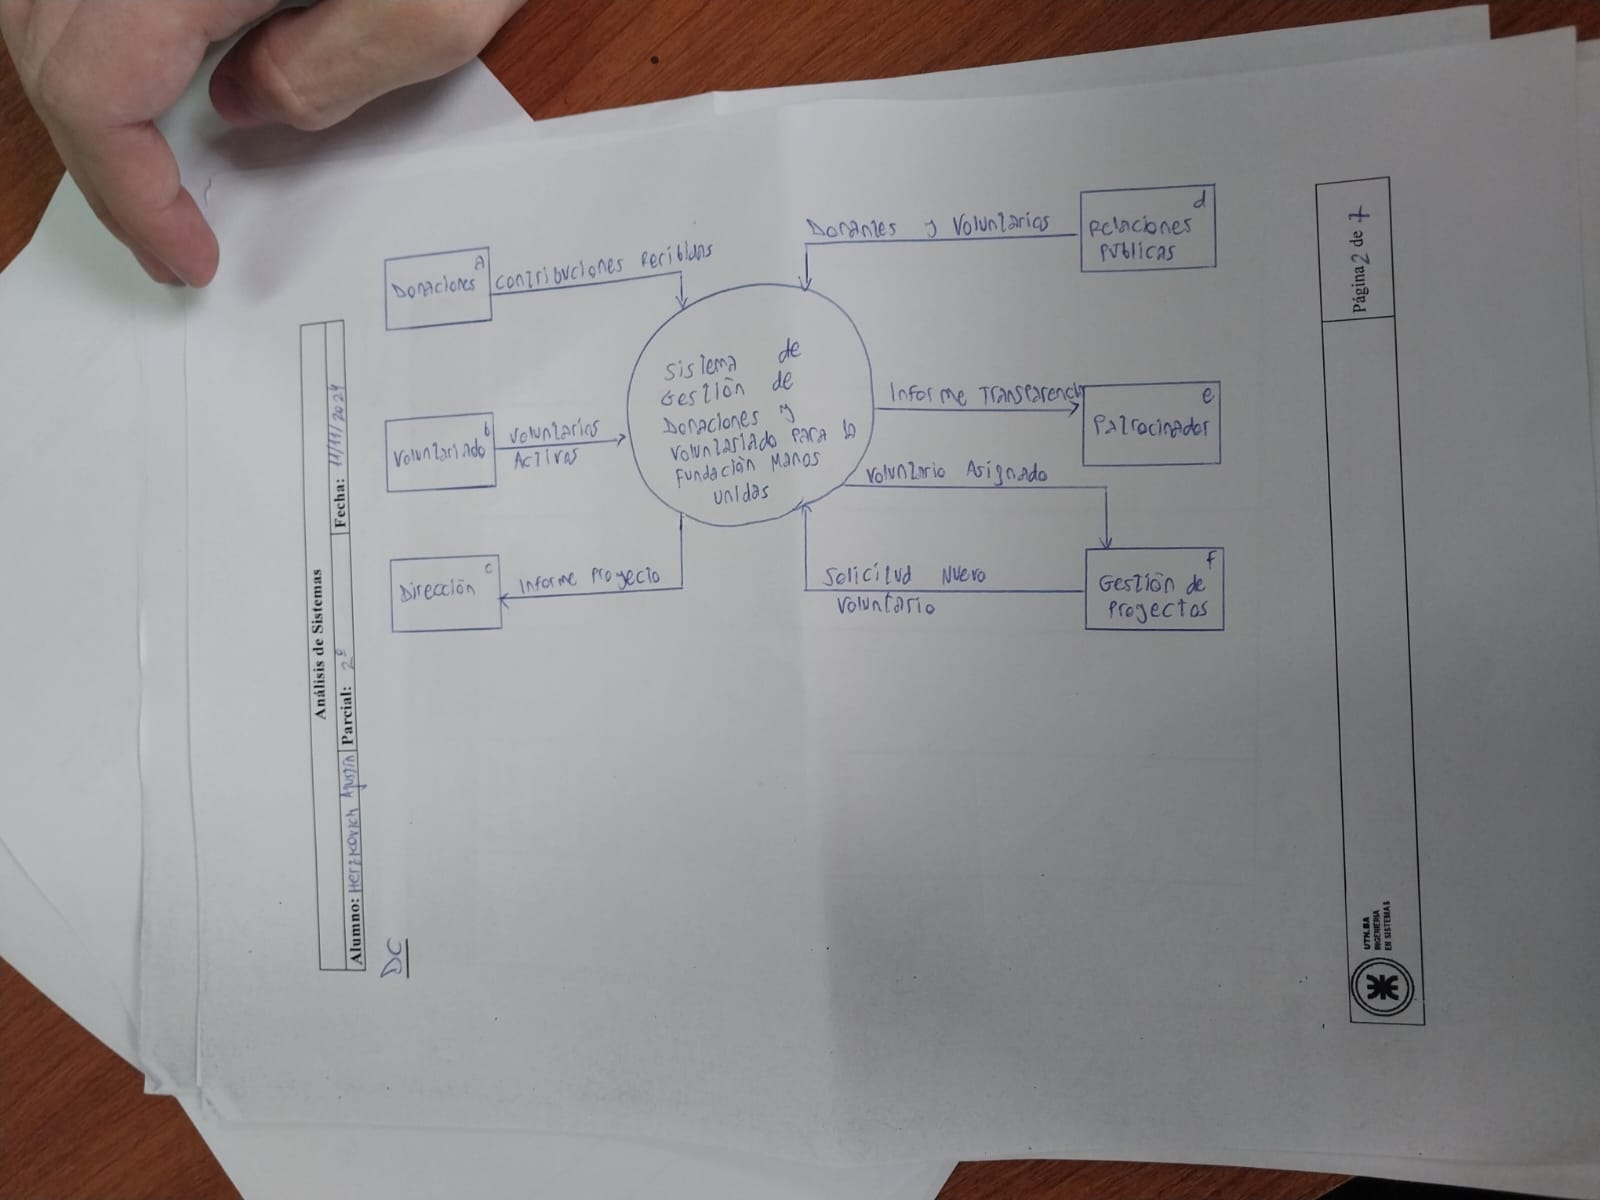 Análisis de Sistemas
Alumno: Herzkovich Agustín Parcial: 2º Fecha: 11/11/2024
DC
Donaciones a
Contribuciones Recibidas
Voluntariado b
Voluntarios
Activos
Dirección c
Informe Proyecto
Sistema de
Gestión de
Donaciones y
Voluntariado para la
Fundación Manos
Unidas
Donantes y Voluntarios
Relaciones d
Públicas
Informe Transparencia
Patrocinador e
Voluntario Asignado
Solicitud Nuevo
Voluntario
Gestión de f
Proyectos
UTN.BA
INGENIERIA
EN SISTEMAS
Página 2 de 7